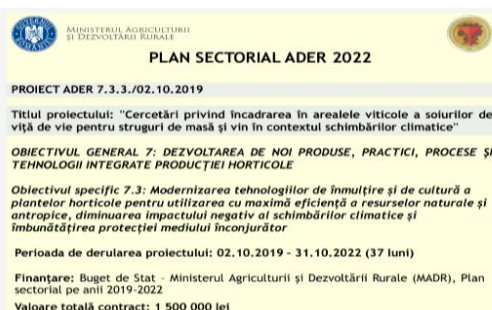 MINISTERUL AGRICULTURII
ȘI DEZVOLTĂRII RURALE
PLAN SECTORIAL ADER 2022
PROIECT ADER 7.3.3./02.10.2019
Titlul proiectului: "Cercetări privind încadrarea în arealele viticole a soiurilor de
viță de vie pentru struguri de masă și vin în contextul schimbărilor climatice"
OBIECTIVUL GENERAL 7: DEZVOLTAREA DE NOI PRODUSE, PRACTICI, PROCESE ȘI
TEHNOLOGII INTEGRATE PRODUCȚIEI HORTICOLE
Obiectivul specific 7.3: Modernizarea tehnologiilor de înmulțire și de cultură a
plantelor horticole pentru utilizarea cu maximă eficiență a resurselor naturale și
antropice, diminuarea impactului negativ al schimbărilor climatice și
îmbunătățirea protecției mediului înconjurător
Perioada de derularea proiectului: 02.10.2019 - 31.10.2022 (37 luni)
Finanțare: Buget de Stat - Ministerul Agriculturii și Dezvoltării Rurale (MADR), Plan
sectorial pe anii 2019-2022
Valoare totală contract: 1 500 000 lei